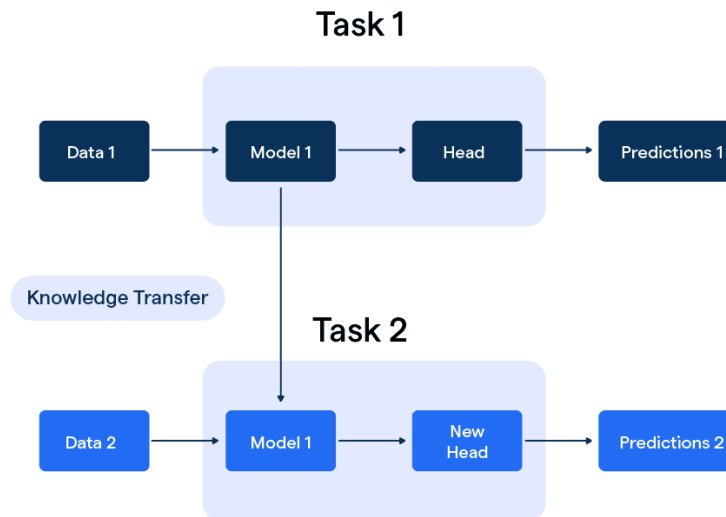 Task 1
Data 1
Model 1
Head
Predictions 1
Knowledge Transfer
Task 2
Data 2
Model 1
New
Head
Predictions 2